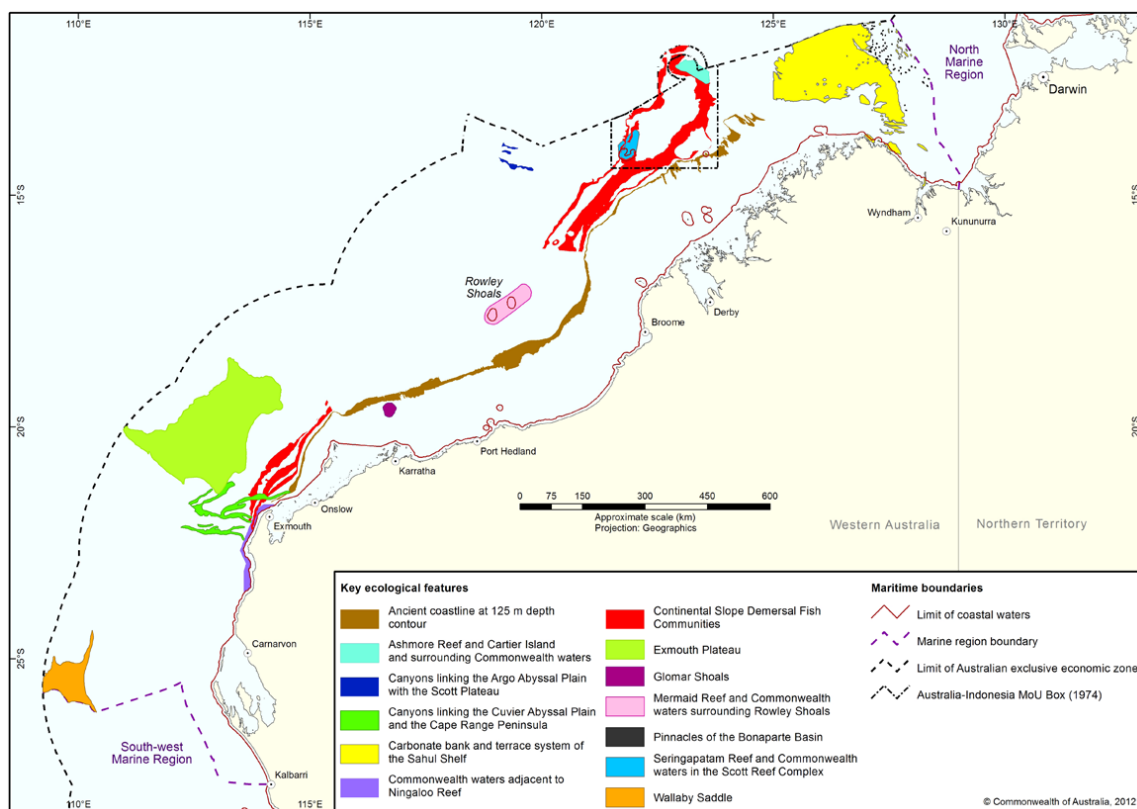 110°E
115°E
120°E
125°E
130°E
North
Marine
Region
Darwin
15°S
15°S
Wyndham
Kununurra
Rowley
Shoals
Derby
Broome
20°S
20°S
Port Hedland
Karratha
Onslow
Exmouth
0 75 150 300 450 600
Approximate scale (km)
Projection: Geographics
Western Australia
Northern Territory
Carnarvon
25°S
25°S
South-west
Marine Region
Kalbarri
Key ecological features
Ancient coastline at 125 m depth
contour
Ashmore Reef and Cartier Island
and surrounding Commonwealth waters
Canyons linking the Argo Abyssal Plain
with the Scott Plateau
Canyons linking the Cuvier Abyssal Plain
and the Cape Range Peninsula
Carbonate bank and terrace system of
the Sahul Shelf
Commonwealth waters adjacent to
Ningaloo Reef
Continental Slope Demersal Fish
Communities
Exmouth Plateau
Glomar Shoals
Mermaid Reef and Commonwealth
waters surrounding Rowley Shoals
Pinnacles of the Bonaparte Basin
Seringapatam Reef and Commonwealth
waters in the Scott Reef Complex
Wallaby Saddle
Maritime boundaries
Limit of coastal waters
Marine region boundary
Limit of Australian exclusive economic zone
Australia-Indonesia MoU Box (1974)
110°E
115°E
© Commonwealth of Australia, 2012